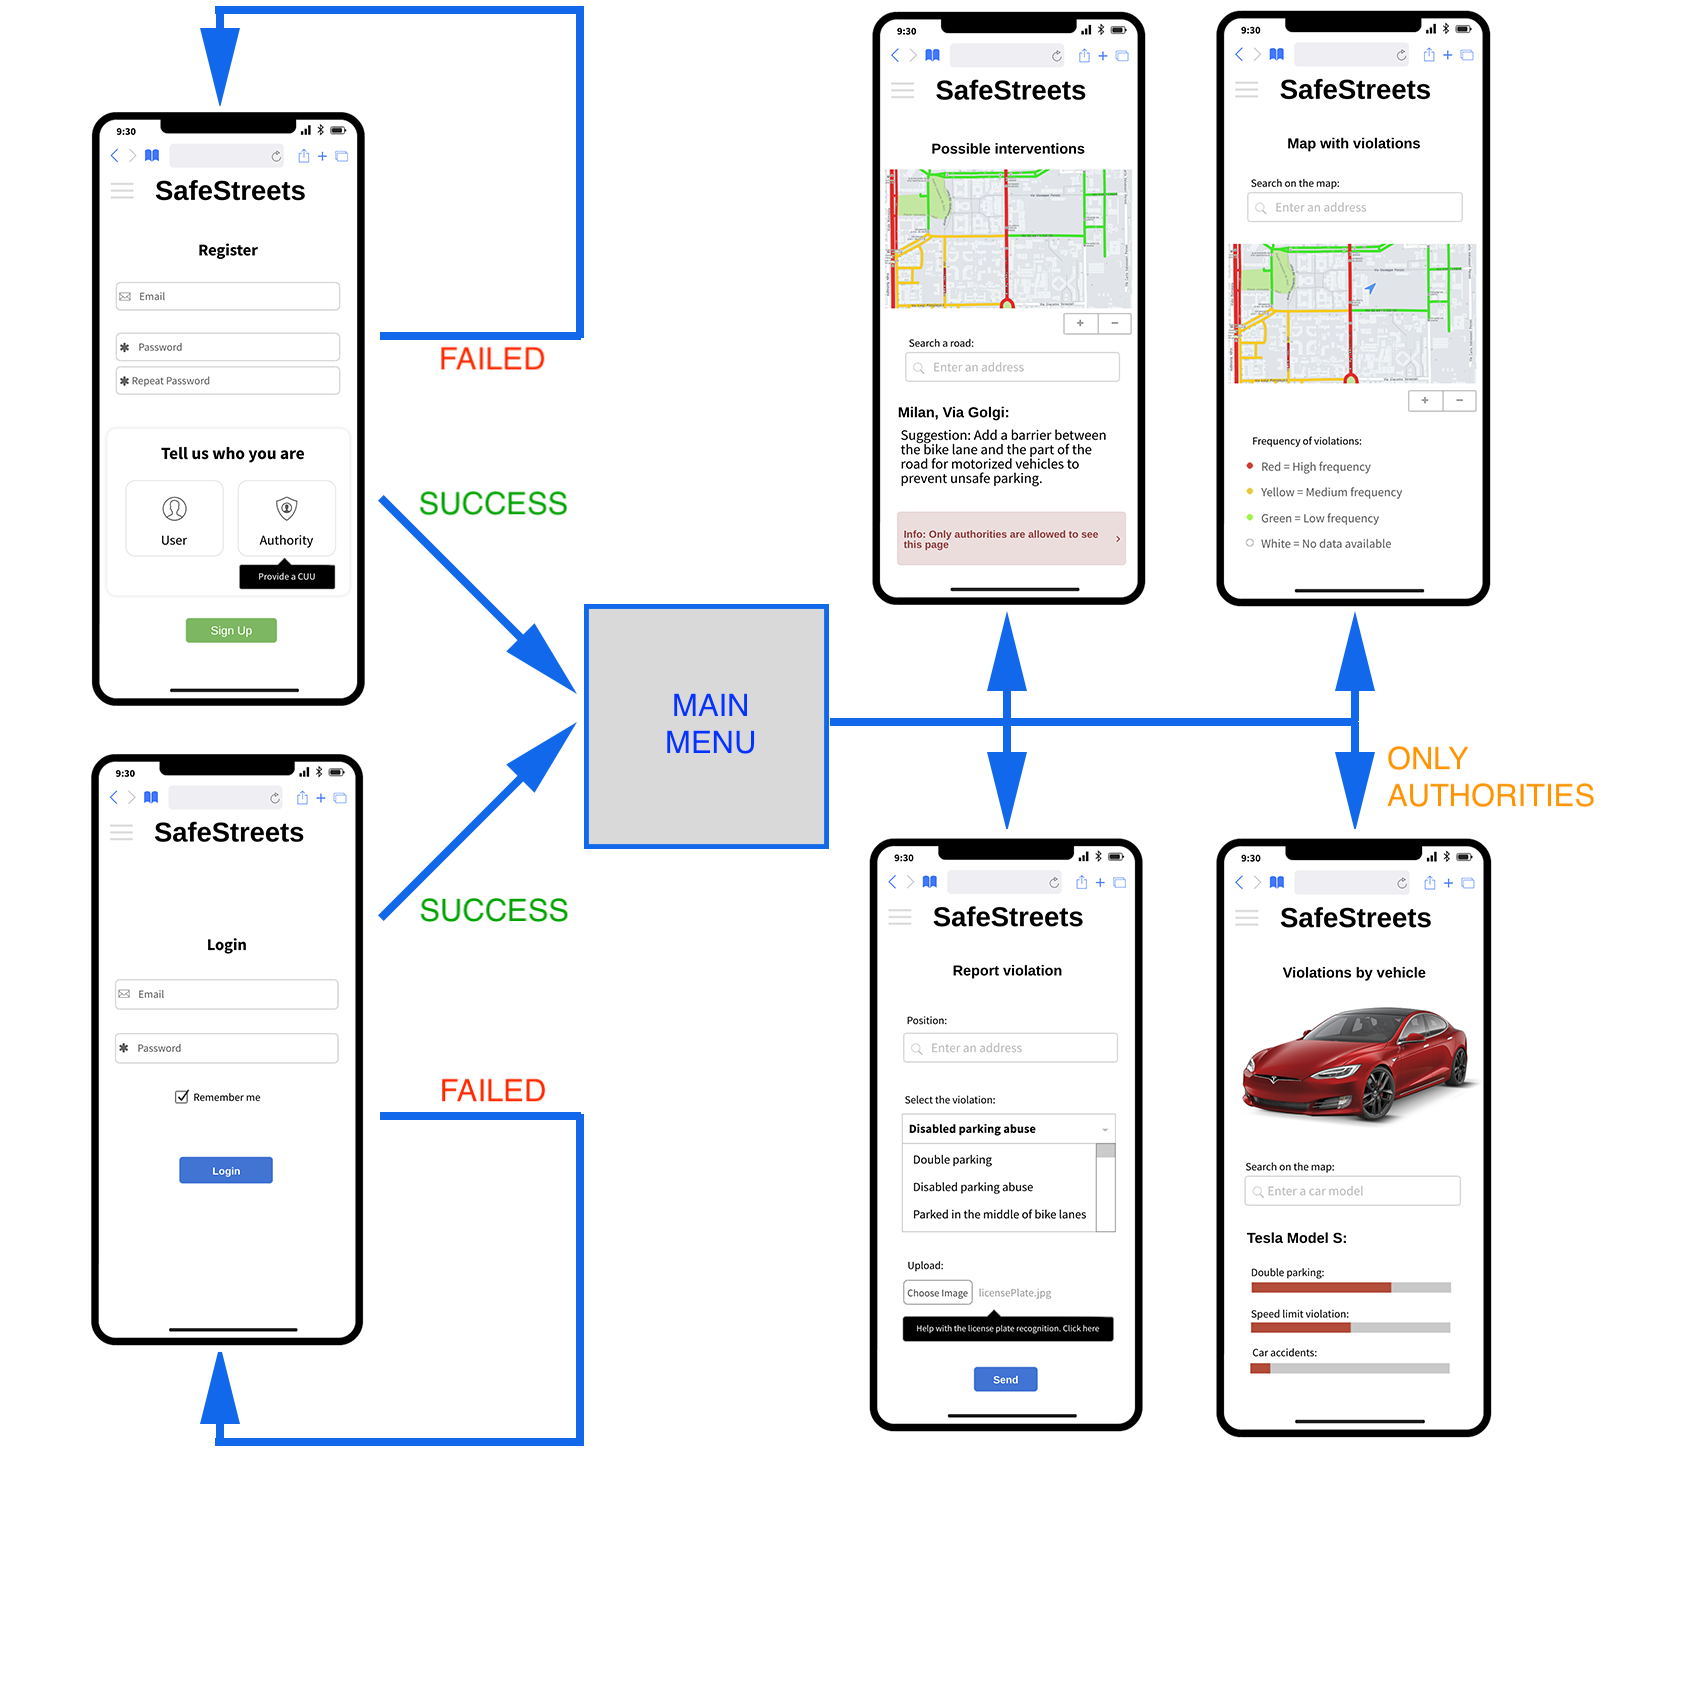 9:30
SafeStreets
Register
Email
Password
Repeat Password
Tell us who you are
User
Authority
Provide a CUU
Sign Up
FAILED
SUCCESS
9:30
SafeStreets
Login
Email
Password
Remember me
Login
SUCCESS
FAILED
MAIN
MENU
9:30
SafeStreets
Possible interventions
Search a road:
Enter an address
Milan, Via Golgi:
Suggestion: Add a barrier between
the bike lane and the part of the
road for motorized vehicles to
prevent unsafe parking.
Info: Only authorities are allowed to see
this page
9:30
SafeStreets
Map with violations
Search on the map:
Enter an address
Frequency of violations:
Red = High frequency
Yellow = Medium frequency
Green = Low frequency
White = No data available
ONLY
AUTHORITIES
9:30
SafeStreets
Report violation
Position:
Enter an address
Select the violation:
Disabled parking abuse
Double parking
Disabled parking abuse
Parked in the middle of bike lanes
Upload:
Choose Image
licensePlate.jpg
Help with the license plate recognition. Click here
Send
9:30
SafeStreets
Violations by vehicle
Search on the map:
Enter a car model
Tesla Model S:
Double parking:
Speed limit violation:
Car accidents: